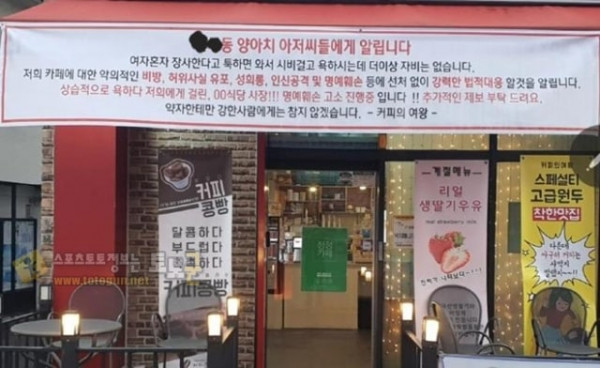 동 양아치 아저씨들에게 알립니다
여자혼자 장사한다고 툭하면 와서 시비걸고 욕하시는데 더이상 자비는 없습니다.
저희 카페에 대한 악의적인 비방, 허위사실 유포, 성희롱, 인신공격 및 명예훼손 등에 선처 없이 강력한 법적대응 할것을 알립니다.
상습적으로 욕하다 저희에게 걸린, OO식당 사장!!! 명예훼손 고소 진행중 입니다 !! 추가적인 제보 부탁 드려요.
약자한테만 강한사람에게는 참지 않겠습니다. - 커피의 여왕 -
커피
콩빵
달콤하다
부드럽다
촉촉하다
커피콩빵
계절메뉴
리얼
생딸기우유
real strawberry milk
스페셜티
고급원두
착한맛집
www.totogun.net